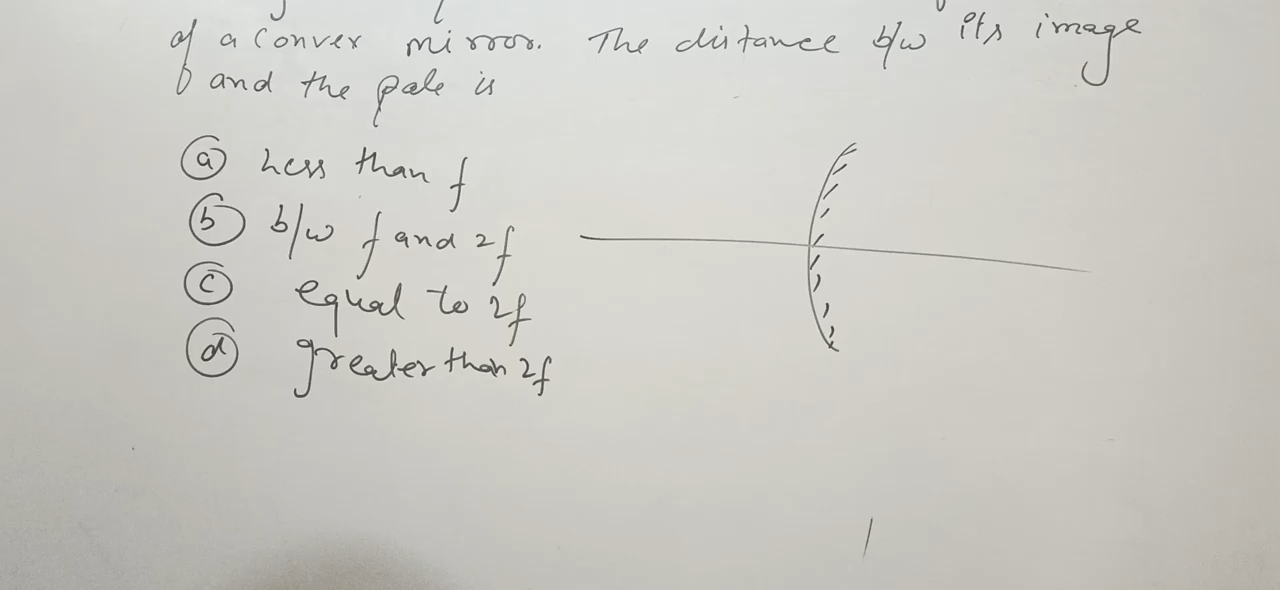 of a convex mirror. The distance b/w its image
and the pole is
(a) Less than f
(b) b/w f and 2f
(c) equal to 2f
(d) greater than 2f